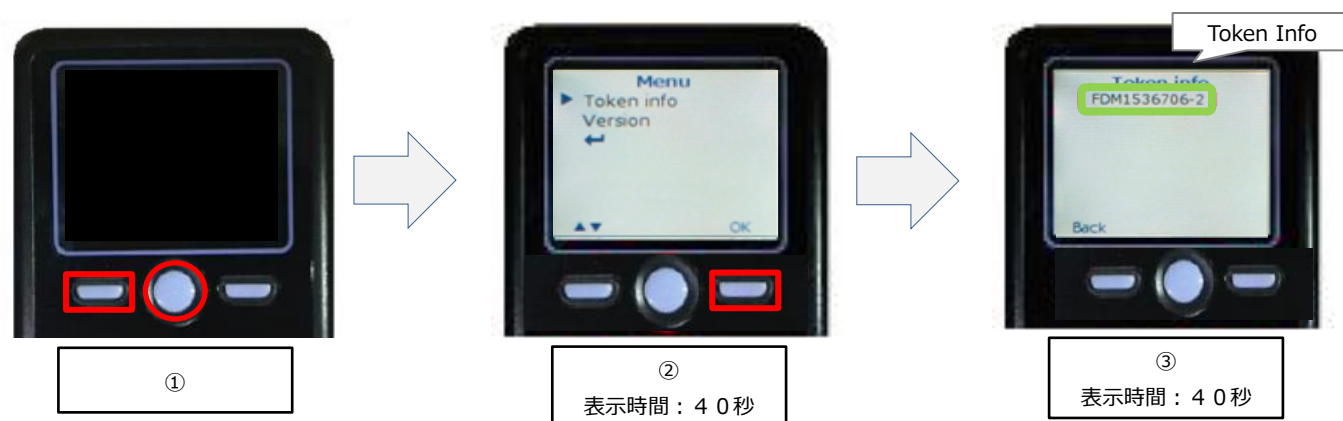 ①
Menu
▶ Token info
Version
↵
▲▼ OK
②
表示時間：４０秒
Token Info
Token info
FDM1536706-2
Back
③
表示時間：４０秒